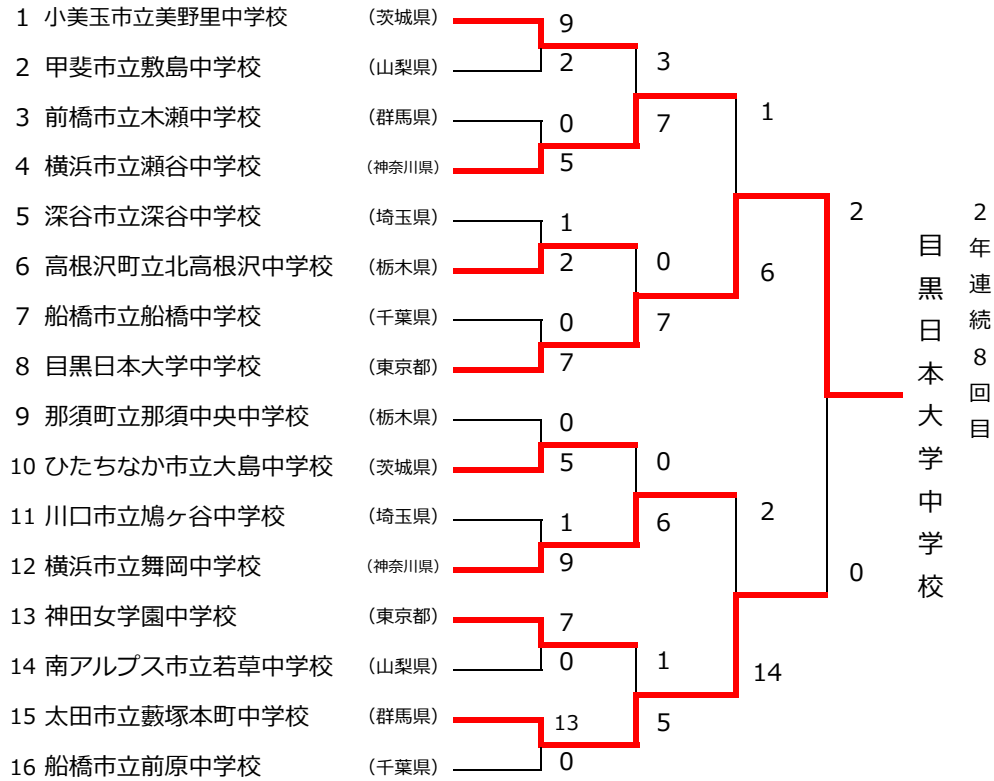 1 小美玉市立美野里中学校 (茨城県) 9
2 甲斐市立敷島中学校 (山梨県) 2
3
3 前橋市立木瀬中学校 (群馬県) 0
7
1
4 横浜市立瀬谷中学校 (神奈川県) 5
5 深谷市立深谷中学校 (埼玉県) 1
2
6 高根沢町立北高根沢中学校 (栃木県) 2
0
6
7 船橋市立船橋中学校 (千葉県) 0
7
8 目黒日本大学中学校 (東京都) 7
9 那須町立那須中央中学校 (栃木県) 0
10 ひたちなか市立大島中学校 (茨城県) 5
0
11 川口市立鳩ヶ谷中学校 (埼玉県) 1
6
2
12 横浜市立舞岡中学校 (神奈川県) 9
0
13 神田女学園中学校 (東京都) 7
14 南アルプス市立若草中学校 (山梨県) 0
1
14
15 太田市立藪塚本町中学校 (群馬県) 13
5
16 船橋市立前原中学校 (千葉県) 0
2年連続8回目
目黒日本大学中学校